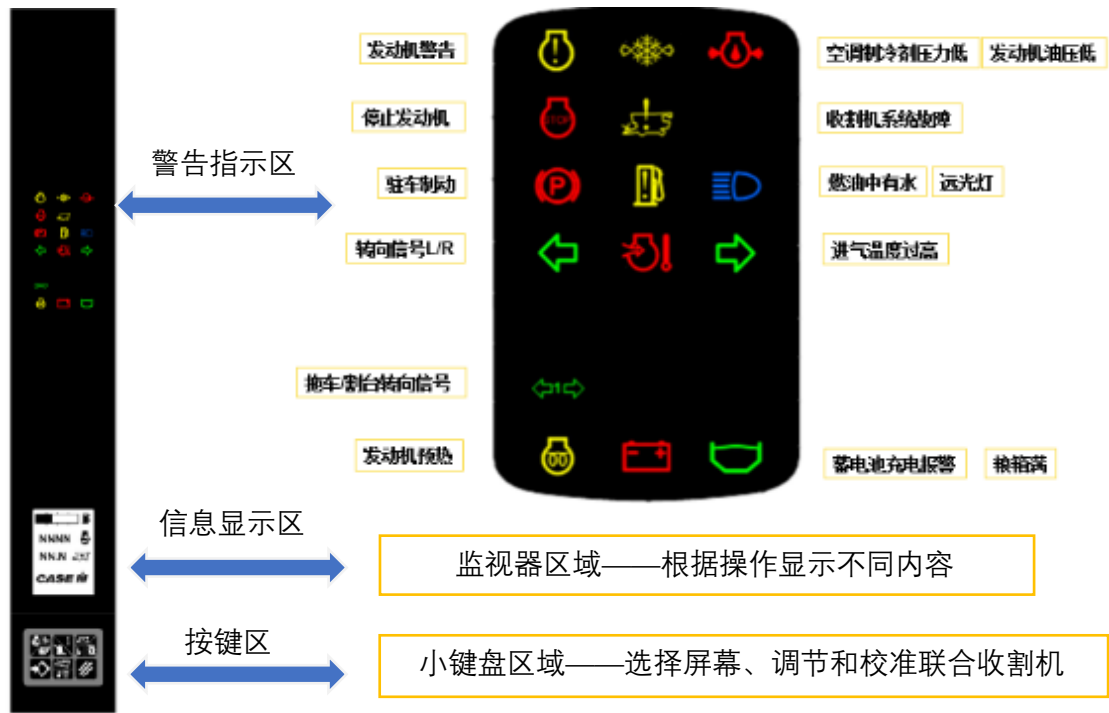 发动机警告
空调制冷剂压力低 发动机油压低
停止发动机
STOP
收割机系统故障
警告指示区
驻车制动
P
燃油中有水 远光灯
转向信号L/R
进气温度过高
拖车/割台转向信号
1
发动机预热
蓄电池充电报警 粮箱满
信息显示区
NNNN
NN.N
CASE IH
监视器区域——根据操作显示不同内容
按键区
小键盘区域——选择屏幕、调节和校准联合收割机